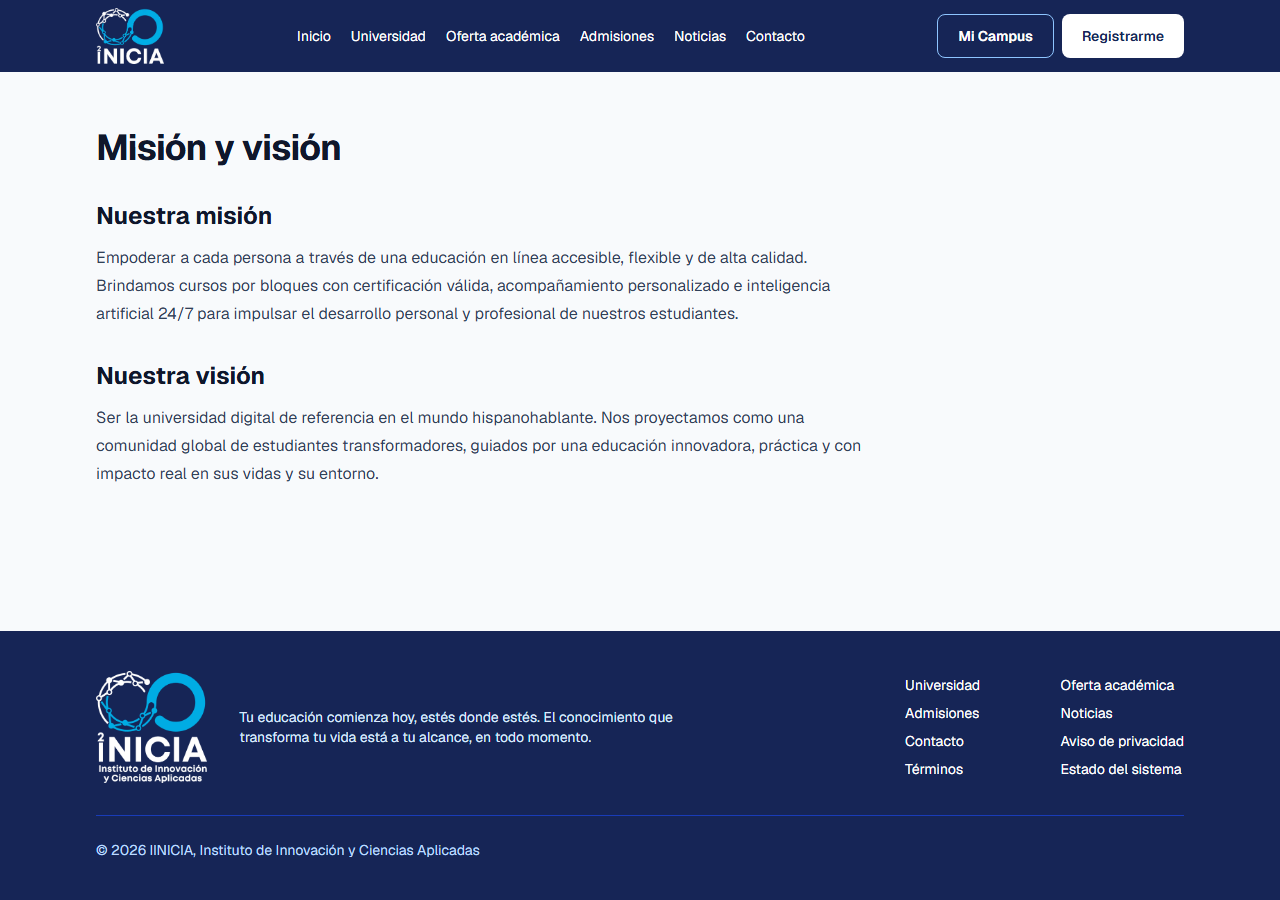 2
INICIA
Inicio Universidad Oferta académica Admisiones Noticias Contacto
Mi Campus Registrarme
Misión y visión
Nuestra misión
Empoderar a cada persona a través de una educación en línea accesible, flexible y de alta calidad.
Brindamos cursos por bloques con certificación válida, acompañamiento personalizado e inteligencia
artificial 24/7 para impulsar el desarrollo personal y profesional de nuestros estudiantes.
Nuestra visión
Ser la universidad digital de referencia en el mundo hispanohablante. Nos proyectamos como una
comunidad global de estudiantes transformadores, guiados por una educación innovadora, práctica y con
impacto real en sus vidas y su entorno.
2
INICIA
Instituto de Innovación
y Ciencias Aplicadas
Tu educación comienza hoy, estés donde estés. El conocimiento que
transforma tu vida está a tu alcance, en todo momento.
Universidad Oferta académica
Admisiones Noticias
Contacto Aviso de privacidad
Términos Estado del sistema
© 2026 IINICIA, Instituto de Innovación y Ciencias Aplicadas